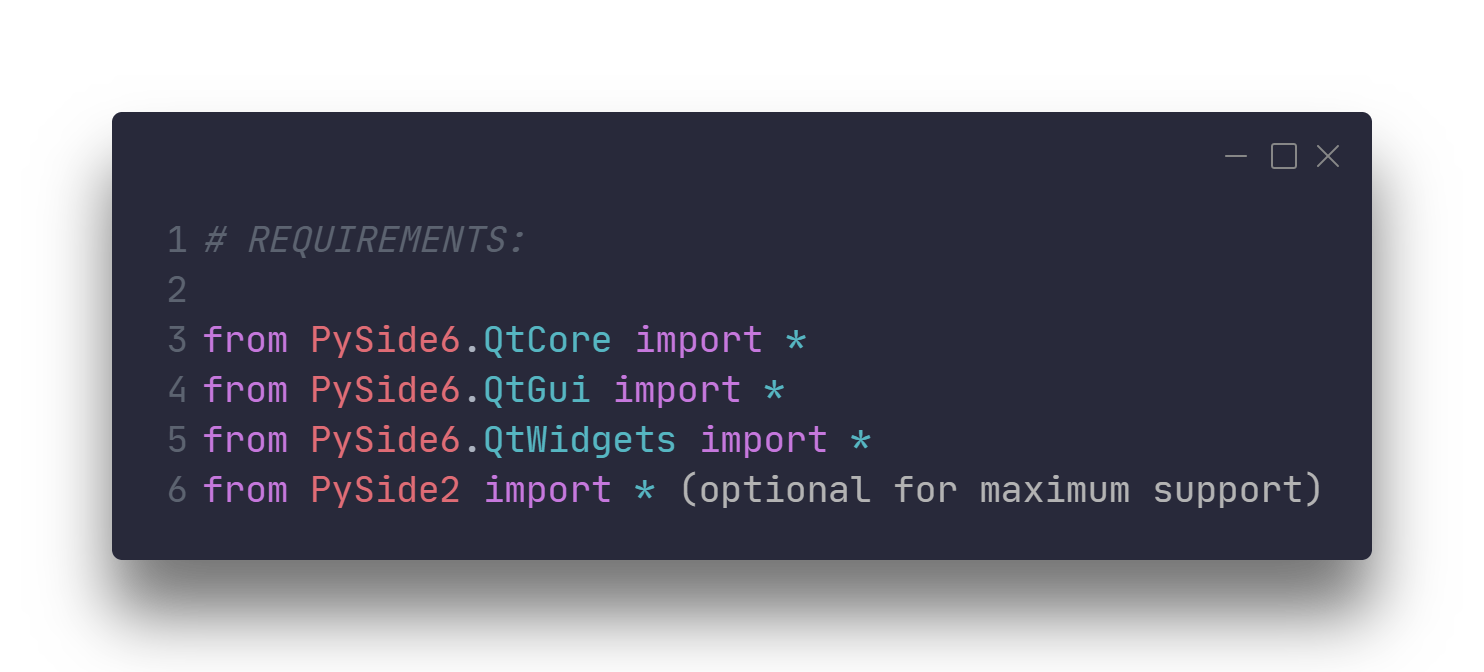 1 # REQUIREMENTS:
2
3 from PySide6.QtCore import *
4 from PySide6.QtGui import *
5 from PySide6.QtWidgets import *
6 from PySide2 import * (optional for maximum support)